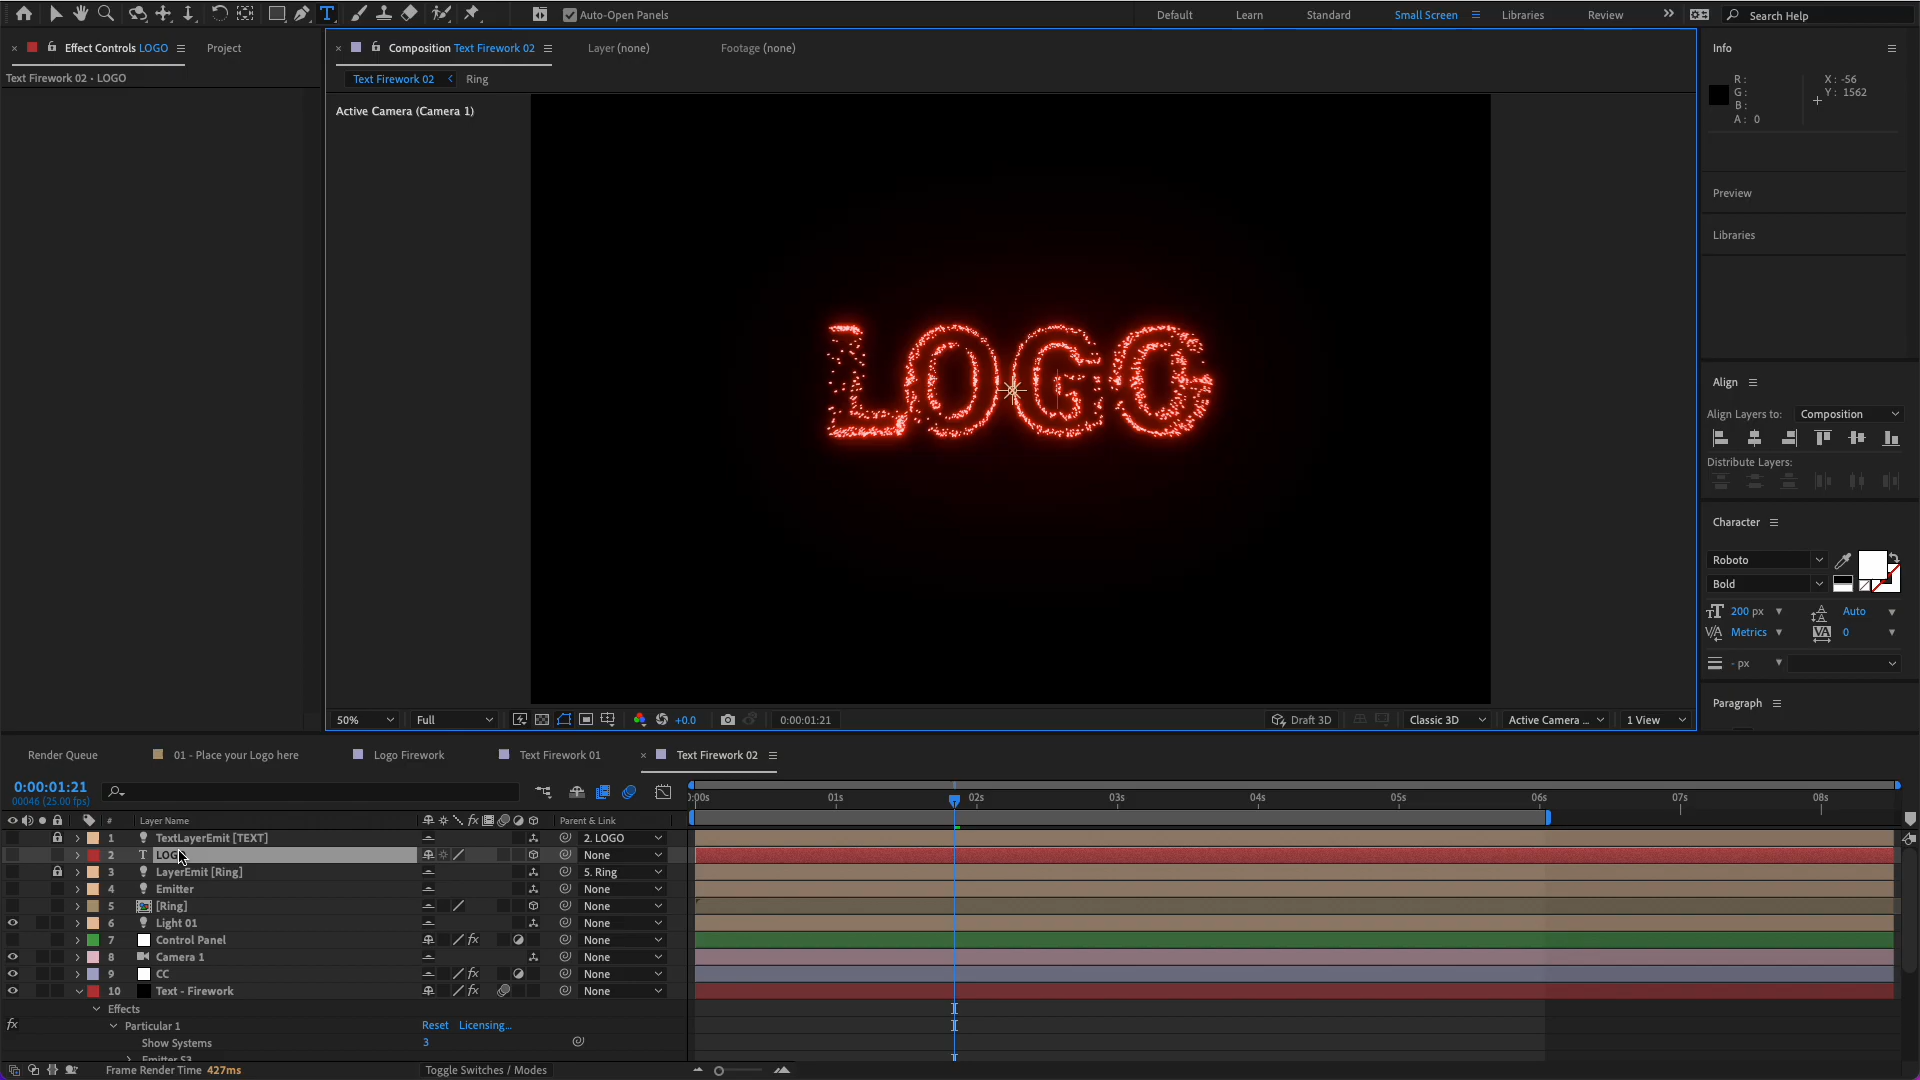 Auto-Open Panels
Default
Learn
Standard
Small Screen
Libraries
Review
Search Help
Effect Controls LOGO
Project
Composition Text Firework 02
Layer (none)
Footage (none)
Info
Text Firework 02 • LOGO
Text Firework 02
Ring
R :
G :
B :
A : 0
X : -56
Y : 1562
Active Camera (Camera 1)
LOGO
Preview
Libraries
Align
Align Layers to:
Composition
Distribute Layers:
Character
Roboto
Bold
200 px
Auto
Metrics
0
- px
Paragraph
50%
Full
+0.0
0:00:01:21
Draft 3D
Classic 3D
Active Camera ...
1 View
Render Queue
01 - Place your Logo here
Logo Firework
Text Firework 01
Text Firework 02
0:00:01:21
00046 (25.00 fps)
:00s
01s
02s
03s
04s
05s
06s
07s
08s
#
Layer Name
Parent & Link
1 TextLayerEmit [TEXT] 2. LOGO
2 T LOG None
3 LayerEmit [Ring] 5. Ring
4 Emitter None
5 [Ring] None
6 Light 01 None
7 Control Panel fx None
8 Camera 1 None
9 CC fx None
10 Text - Firework fx None
Effects
fx Particular 1 Reset Licensing...
Show Systems 3
Emitter S3
Frame Render Time 427ms
Toggle Switches / Modes